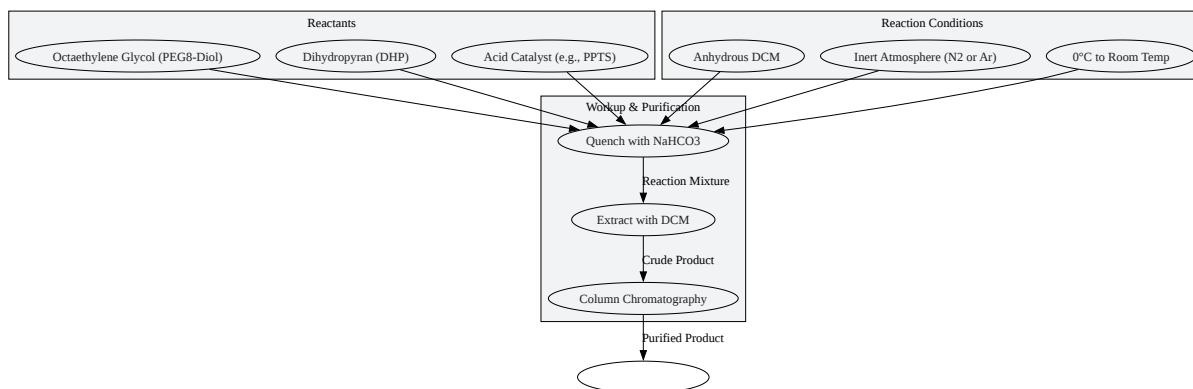 Reactants
Reaction Conditions
Octaethylene Glycol (PEG8-Diol)
Dihydropyran (DHP)
Acid Catalyst (e.g., PPTS)
Anhydrous DCM
Inert Atmosphere (N2 or Ar)
0°C to Room Temp
Workup & Purification
Quench with NaHCO3
Reaction Mixture
Extract with DCM
Crude Product
Column Chromatography
Purified Product